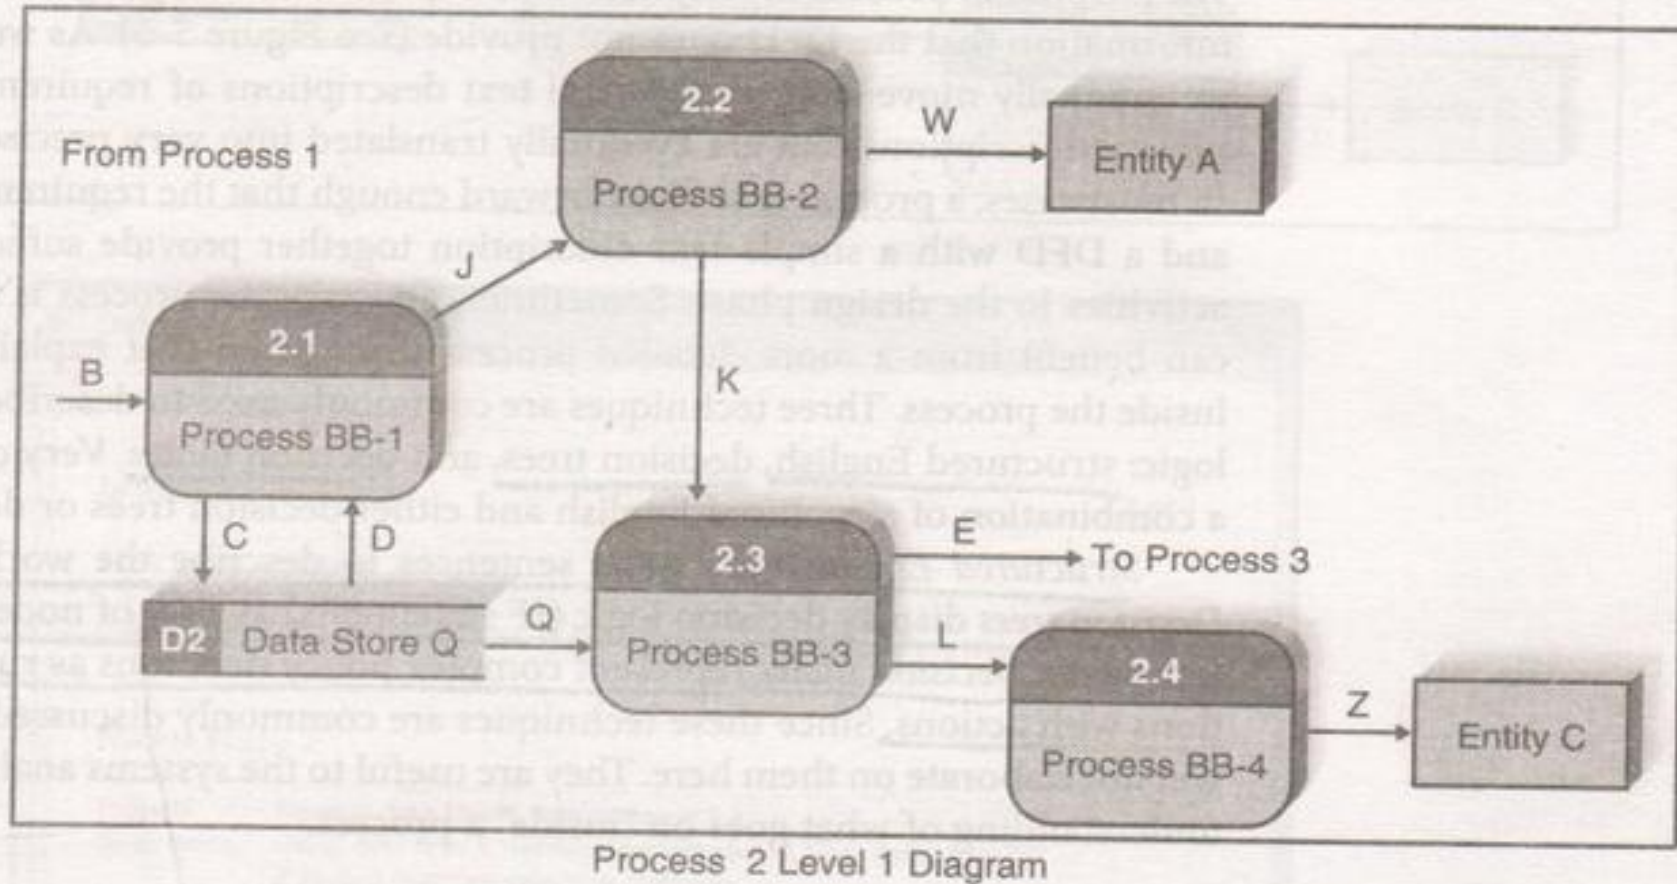 2.2
W
From Process 1
Process BB-2
Entity A
J
2.1
B
K
Process BB-1
C
D
2.3
E
To Process 3
D2
Data Store Q
Q
Process BB-3
L
2.4
Z
Process BB-4
Entity C
Process 2 Level 1 Diagram